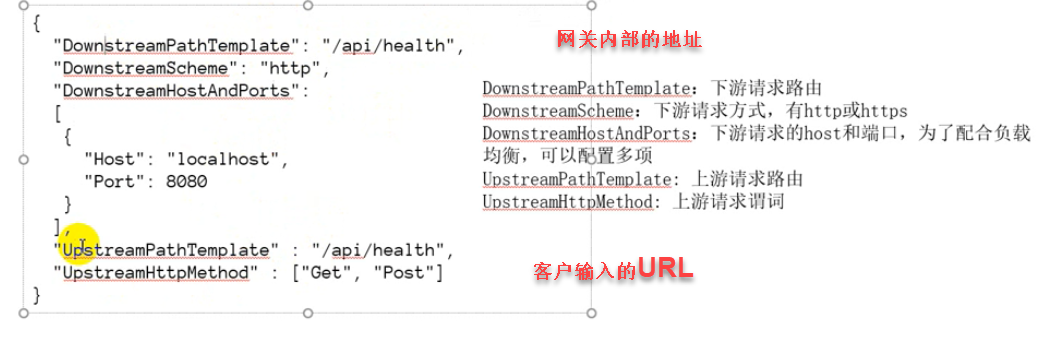 {
"DownstreamPathTemplate": "/api/health",
"DownstreamScheme": "http",
"DownstreamHostAndPorts":
[
{
"Host": "localhost",
"Port": 8080
}
],
"UpstreamPathTemplate" : "/api/health",
"UpstreamHttpMethod" : ["Get", "Post"]
}
网关内部的地址
DownstreamPathTemplate：下游请求路由
DownstreamScheme：下游请求方式，有http或https
DownstreamHostAndPorts：下游请求的host和端口，为了配合负载
均衡，可以配置多项
UpstreamPathTemplate: 上游请求路由
UpstreamHttpMethod: 上游请求谓词
客户输入的URL